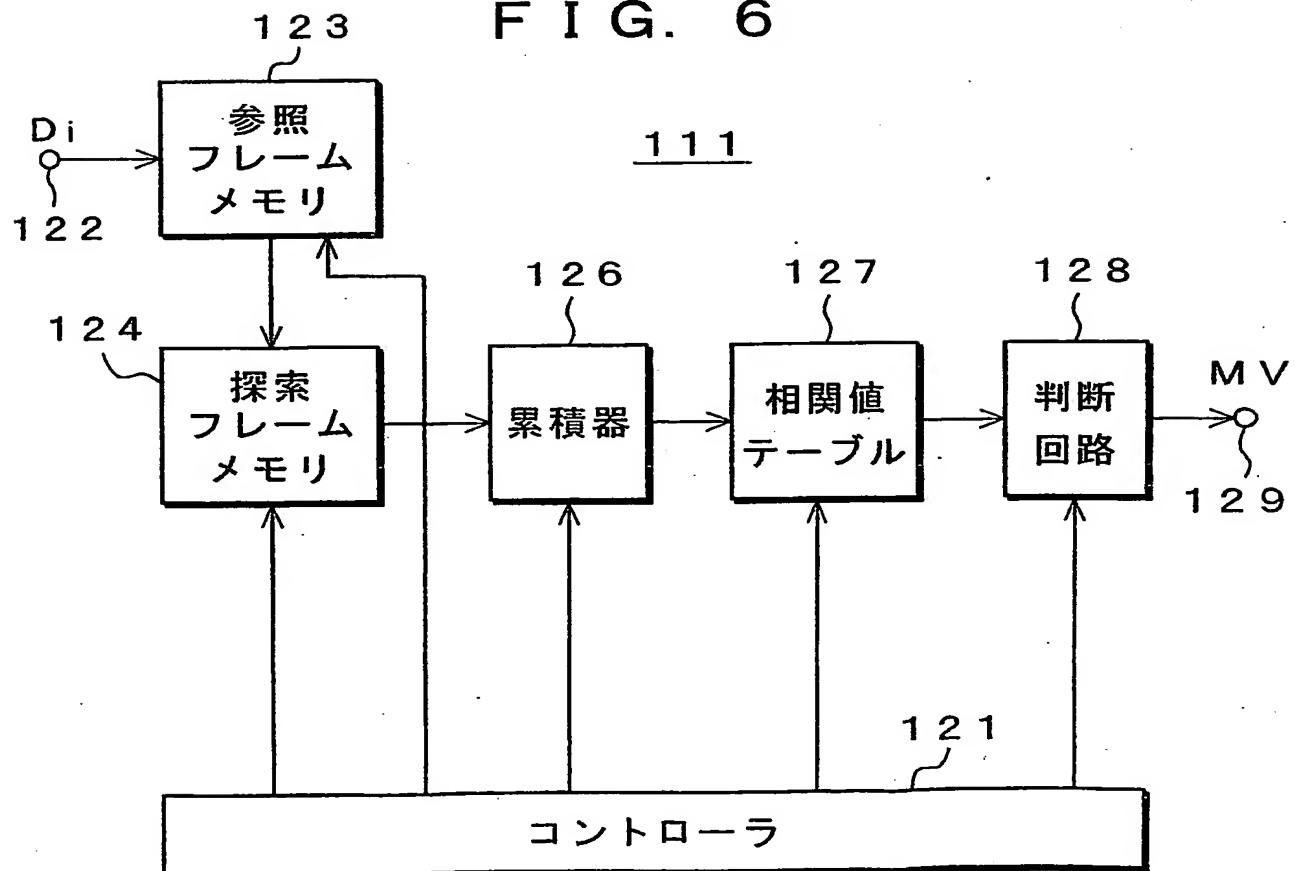 FIG. 6
123
参照
フレーム
メモリ
Di
122
111
124
探索
フレーム
メモリ
126
累積器
127
相関値
テーブル
128
判断
回路
MV
129
121
コントローラ